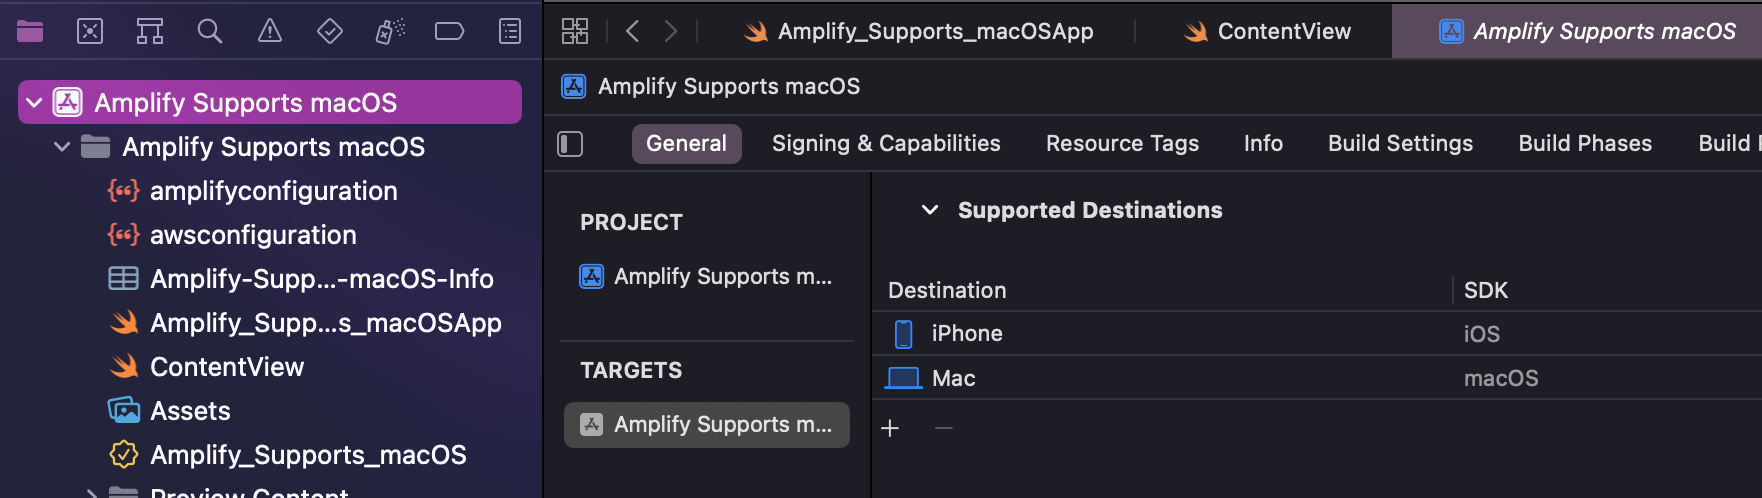 Amplify Supports macOS
Amplify Supports macOS
amplifyconfiguration
awsconfiguration
Amplify-Supp...-macOS-Info
Amplify_Supp...s_macOSApp
ContentView
Assets
Amplify_Supports_macOS
Preview Content
Amplify_Supports_macOSApp ContentView Amplify Supports macOS
Amplify Supports macOS
General Signing & Capabilities Resource Tags Info Build Settings Build Phases Build
PROJECT
Amplify Supports m...
TARGETS
Amplify Supports m...
Supported Destinations
Destination SDK
iPhone iOS
Mac macOS